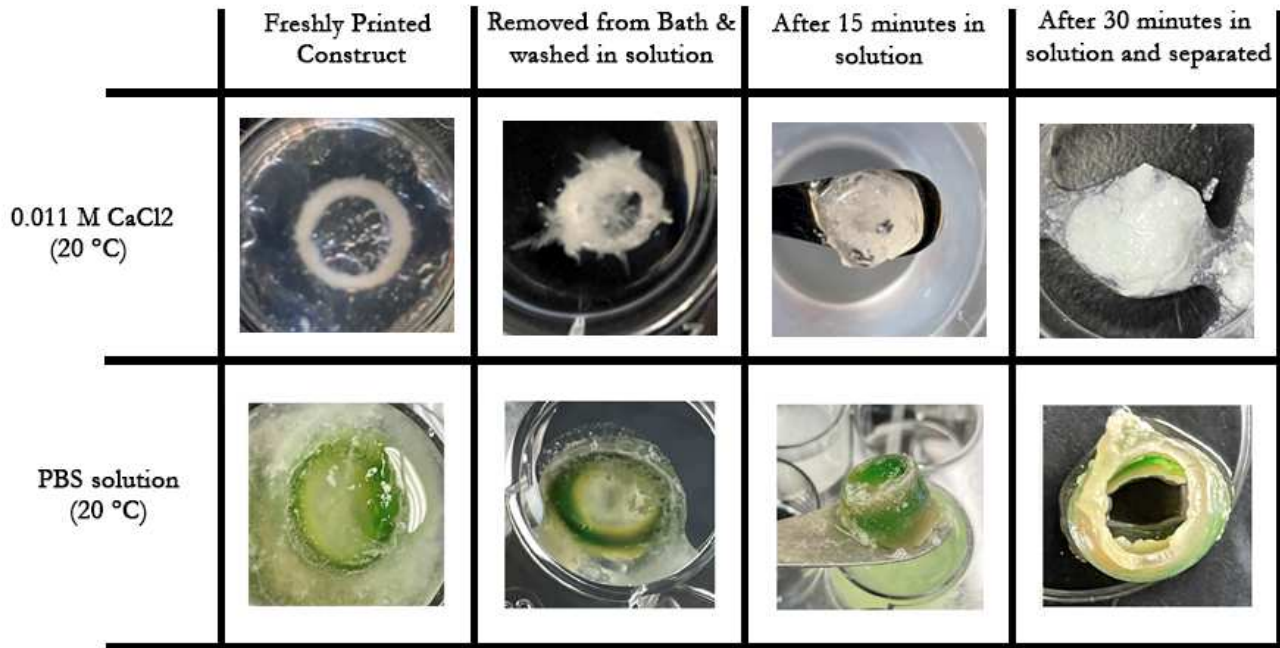 Freshly Printed
Construct
Removed from Bath &
washed in solution
After 15 minutes in
solution
After 30 minutes in
solution and separated
0.011 M CaCl2
(20 °C)
PBS solution
(20 °C)